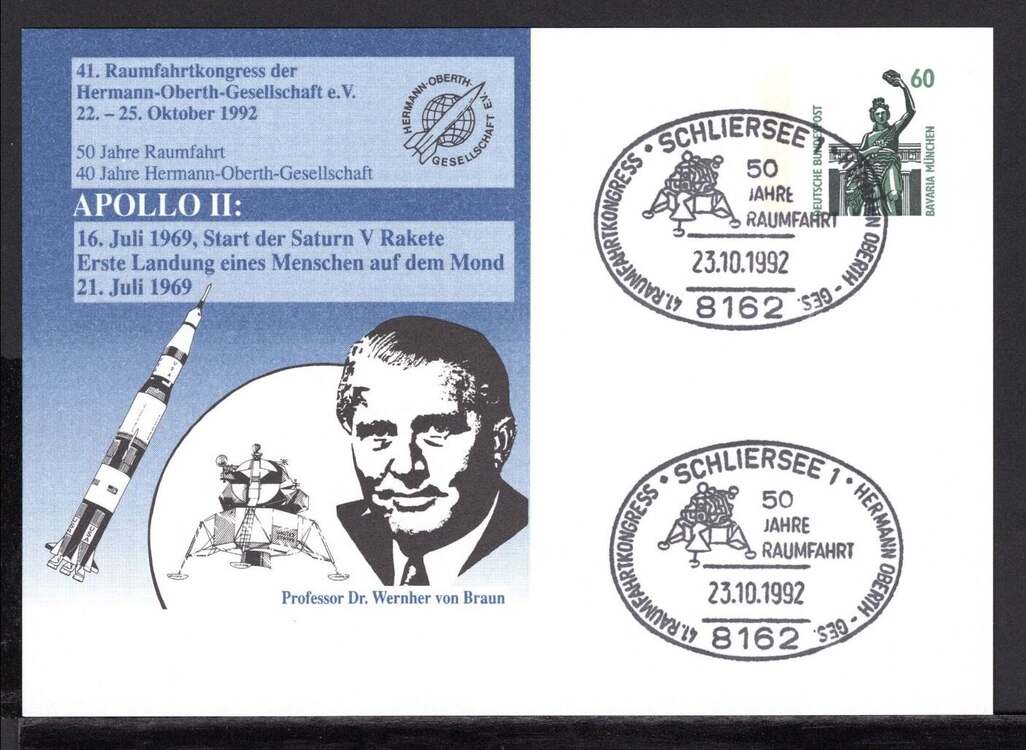 41. Raumfahrtkongress der
Hermann-Oberth-Gesellschaft e.V.
22. – 25. Oktober 1992
50 Jahre Raumfahrt
40 Jahre Hermann-Oberth-Gesellschaft
HERMANN-OBERTH-
GESELLSCHAFT E.V.
APOLLO II:
16. Juli 1969, Start der Saturn V Rakete
Erste Landung eines Menschen auf dem Mond
21. Juli 1969
USA
UNITED STATES
Professor Dr. Wernher von Braun
60
DEUTSCHE BUNDESPOST
BAVARIA MÜNCHEN
41. RAUMFAHRTKONGRESS • SCHLIERSEE 1 • HERMANN OBERTH - GES.
50
JAHRE
RAUMFAHRT
23.10.1992
8162
41. RAUMFAHRTKONGRESS • SCHLIERSEE 1 • HERMANN OBERTH - GES.
50
JAHRE
RAUMFAHRT
23.10.1992
8162